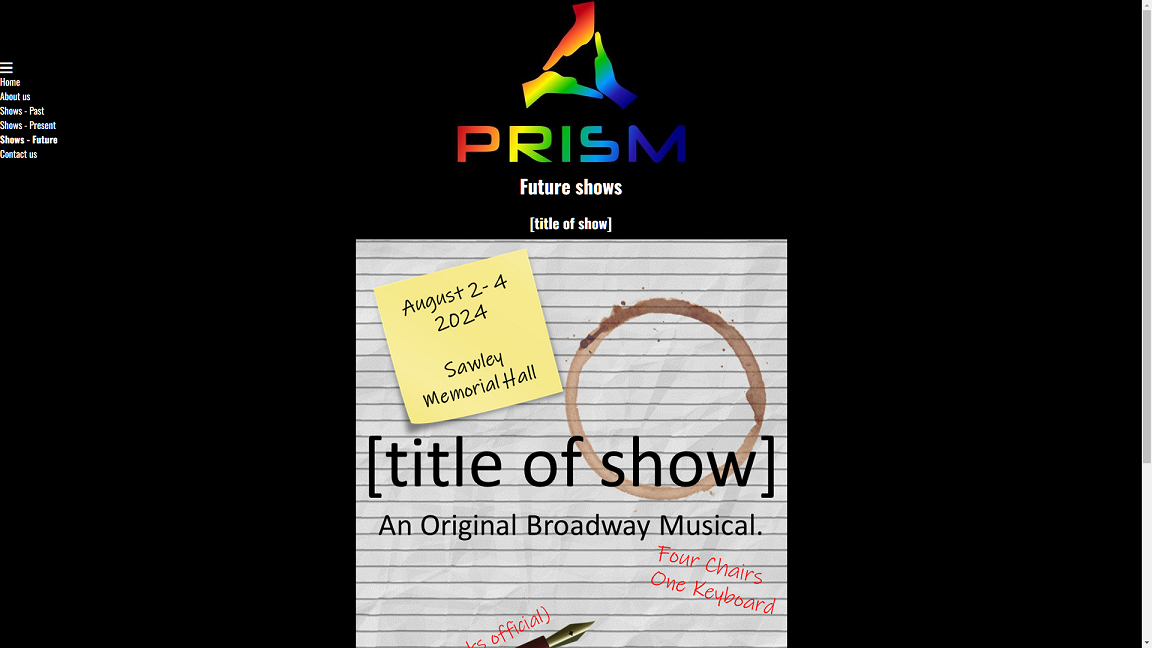 Home
About us
Shows - Past
Shows - Present
Shows - Future
Contact us
PRISM
Future shows
[title of show]
August 2 - 4
2024
Sawley
Memorial Hall
[title of show]
An Original Broadway Musical.
Four Chairs
One Keyboard
official)